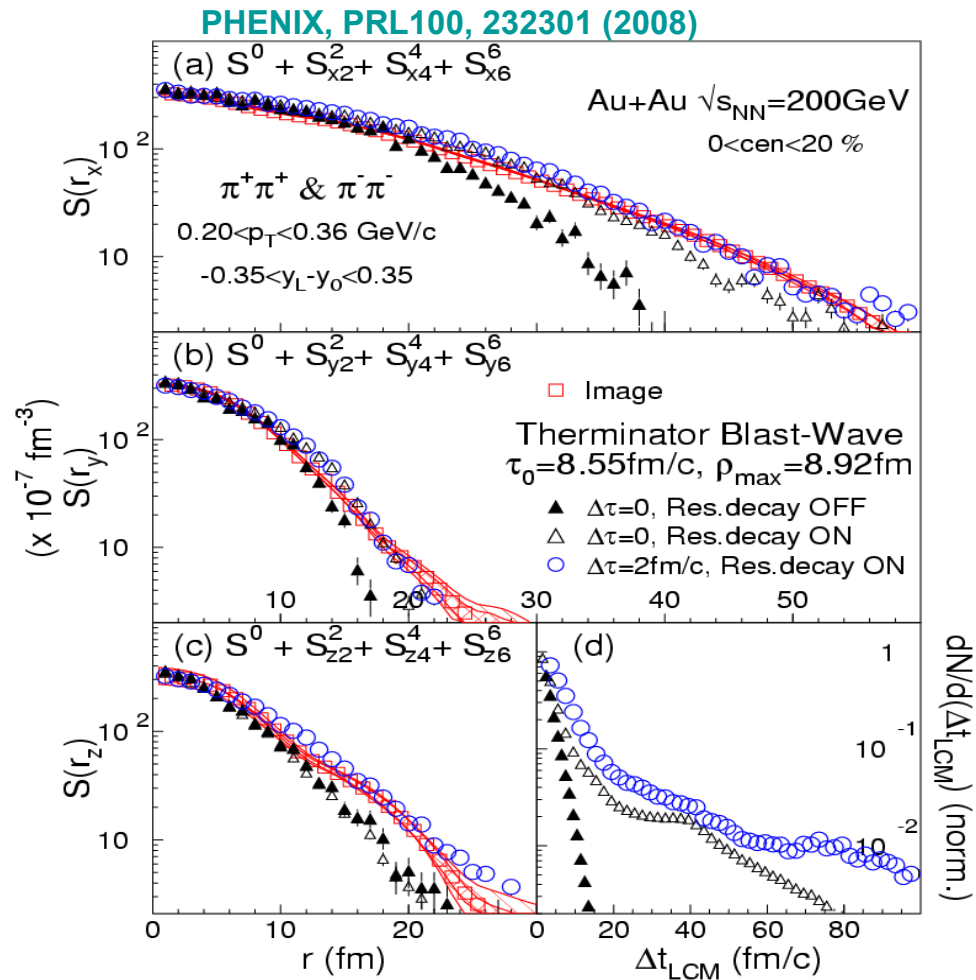 PHENIX, PRL100, 232301 (2008)
(a) S⁰ + S²ₓ₂ + S⁴ₓ₄ + S⁶ₓ₆
Au+Au √sNN=200GeV
0<cen<20 %
π⁺π⁺ & π⁻π⁻
0.20<pT<0.36 GeV/c
-0.35<yL-y0<0.35
S(rx)
10²
10
(b) S⁰ + S²y2 + S⁴y4 + S⁶y6
Image
Therminator Blast-Wave
τ0=8.55fm/c, ρmax=8.92fm
Δτ=0, Res.decay OFF
Δτ=0, Res.decay ON
Δτ=2fm/c, Res.decay ON
S(ry)
(x 10⁻⁷ fm⁻³)
10²
10
10 20 30 40 50
(c) S⁰ + S²z2 + S⁴z4 + S⁶z6
S(rz)
10²
10
0 10 20
r (fm)
(d)
1
10⁻¹
10⁻²
dN/d(ΔtLCM) (norm.)
0 20 40 60 80
ΔtLCM (fm/c)